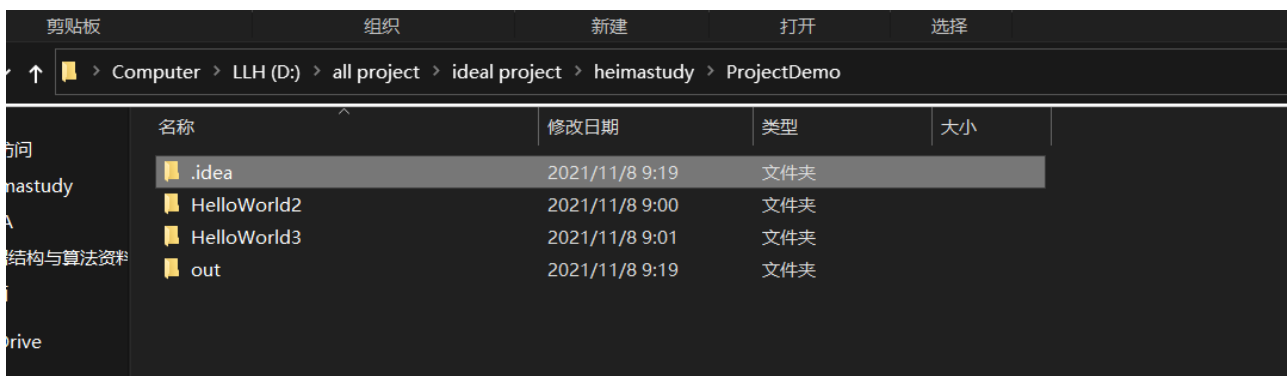 剪贴板 组织 新建 打开 选择
Computer > LLH (D:) > all project > ideal project > heimastudy > ProjectDemo
名称 修改日期 类型 大小
访问
.idea 2021/11/8 9:19 文件夹
mastudy
HelloWorld2 2021/11/8 9:00 文件夹
A
HelloWorld3 2021/11/8 9:01 文件夹
结构与算法资料
out 2021/11/8 9:19 文件夹
Drive